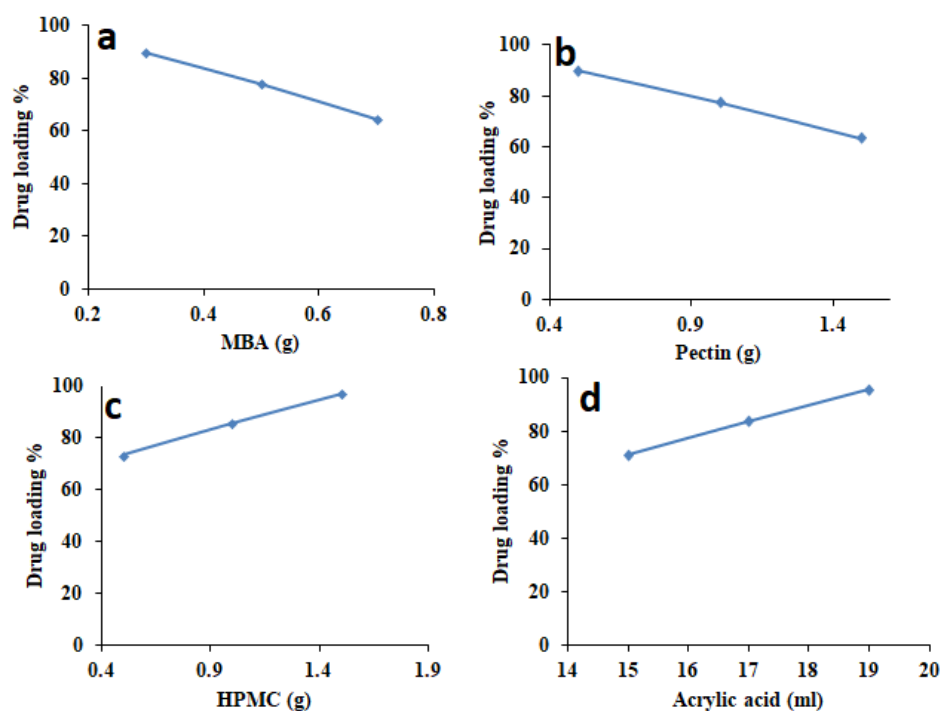 a
Drug loading %
100
80
60
40
20
0
0.2 0.4 0.6 0.8
MBA (g)
b
Drug loading %
100
80
60
40
20
0
0.4 0.9 1.4
Pectin (g)
c
Drug loading %
100
80
60
40
20
0
0.4 0.9 1.4 1.9
HPMC (g)
d
Drug loading %
100
80
60
40
20
0
14 15 16 17 18 19 20
Acrylic acid (ml)